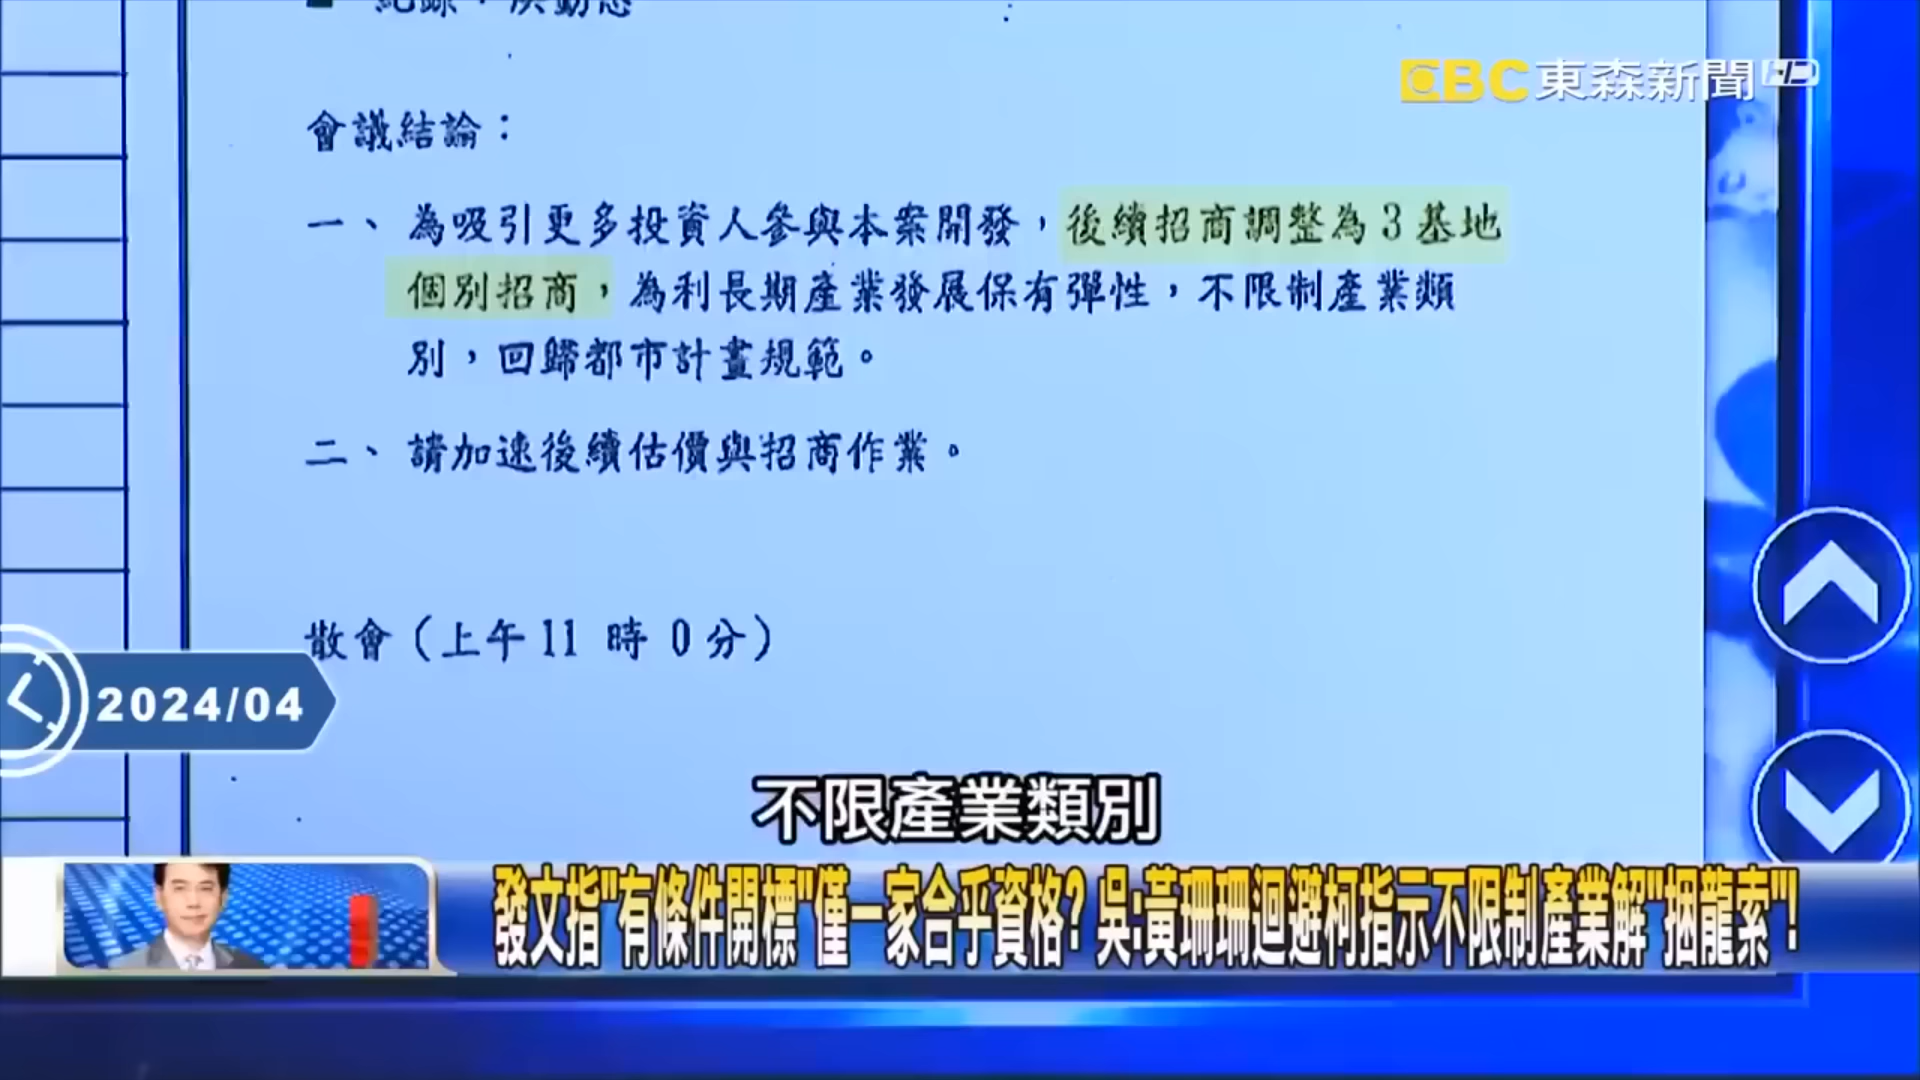 EBC東森新聞HD
會議結論：
一、為吸引更多投資人參與本案開發，後續招商調整為3基地
個別招商，為利長期產業發展保有彈性，不限制產業類
別，回歸都市計畫規範。
二、請加速後續估價與招商作業。
散會（上午11 時 0 分）
2024/04
不限產業類別
發文指"有條件開標"僅一家合乎資格? 吳:黃珊珊迴避柯指示不限制產業解"捆龍索"!